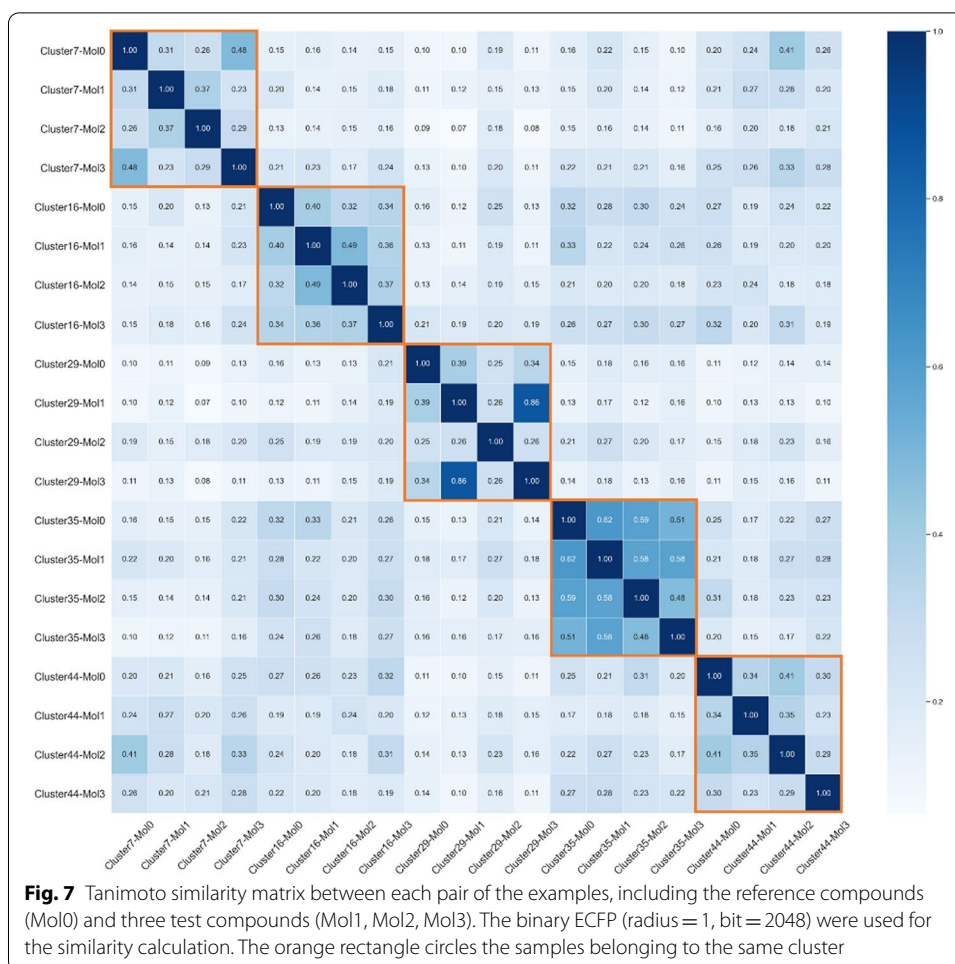 Cluster7-Mol0 1.00 0.31 0.26 0.48 0.15 0.16 0.14 0.15 0.10 0.10 0.19 0.11 0.16 0.22 0.15 0.10 0.20 0.24 0.41 0.26
Cluster7-Mol1 0.31 1.00 0.37 0.23 0.20 0.14 0.15 0.18 0.11 0.12 0.15 0.13 0.15 0.20 0.14 0.12 0.21 0.27 0.28 0.20
Cluster7-Mol2 0.26 0.37 1.00 0.29 0.13 0.14 0.15 0.16 0.09 0.07 0.18 0.08 0.15 0.16 0.14 0.11 0.16 0.20 0.18 0.21
Cluster7-Mol3 0.48 0.23 0.29 1.00 0.21 0.23 0.17 0.24 0.13 0.10 0.20 0.11 0.22 0.21 0.21 0.16 0.25 0.26 0.33 0.28
Cluster16-Mol0 0.15 0.20 0.13 0.21 1.00 0.40 0.32 0.34 0.16 0.12 0.25 0.13 0.32 0.28 0.30 0.24 0.27 0.19 0.24 0.22
Cluster16-Mol1 0.16 0.14 0.14 0.23 0.40 1.00 0.49 0.36 0.13 0.11 0.19 0.11 0.33 0.22 0.24 0.26 0.26 0.19 0.20 0.20
Cluster16-Mol2 0.14 0.15 0.15 0.17 0.32 0.49 1.00 0.37 0.13 0.14 0.19 0.15 0.21 0.20 0.20 0.18 0.23 0.24 0.18 0.18
Cluster16-Mol3 0.15 0.18 0.16 0.24 0.34 0.36 0.37 1.00 0.21 0.19 0.20 0.19 0.26 0.27 0.30 0.27 0.32 0.20 0.31 0.19
Cluster29-Mol0 0.10 0.11 0.09 0.13 0.16 0.13 0.13 0.21 1.00 0.39 0.25 0.34 0.15 0.18 0.16 0.16 0.11 0.12 0.14 0.14
Cluster29-Mol1 0.10 0.12 0.07 0.10 0.12 0.11 0.14 0.19 0.39 1.00 0.26 0.86 0.13 0.17 0.12 0.16 0.10 0.13 0.13 0.10
Cluster29-Mol2 0.19 0.15 0.18 0.20 0.25 0.19 0.19 0.20 0.25 0.26 1.00 0.26 0.21 0.27 0.20 0.17 0.15 0.18 0.23 0.16
Cluster29-Mol3 0.11 0.13 0.08 0.11 0.13 0.11 0.15 0.19 0.34 0.86 0.26 1.00 0.14 0.18 0.13 0.16 0.11 0.15 0.16 0.11
Cluster35-Mol0 0.16 0.15 0.15 0.22 0.32 0.33 0.21 0.26 0.15 0.13 0.21 0.14 1.00 0.62 0.59 0.51 0.25 0.17 0.22 0.27
Cluster35-Mol1 0.22 0.20 0.16 0.21 0.28 0.22 0.20 0.27 0.18 0.17 0.27 0.18 0.62 1.00 0.58 0.58 0.21 0.18 0.27 0.28
Cluster35-Mol2 0.15 0.14 0.14 0.21 0.30 0.24 0.20 0.30 0.16 0.12 0.20 0.13 0.59 0.58 1.00 0.48 0.31 0.18 0.23 0.23
Cluster35-Mol3 0.10 0.12 0.11 0.16 0.24 0.26 0.18 0.27 0.16 0.16 0.17 0.16 0.51 0.58 0.48 1.00 0.20 0.15 0.17 0.22
Cluster44-Mol0 0.20 0.21 0.16 0.25 0.27 0.26 0.23 0.32 0.11 0.10 0.15 0.11 0.25 0.21 0.31 0.20 1.00 0.34 0.41 0.30
Cluster44-Mol1 0.24 0.27 0.20 0.26 0.19 0.19 0.24 0.20 0.12 0.13 0.18 0.15 0.17 0.18 0.18 0.15 0.34 1.00 0.35 0.23
Cluster44-Mol2 0.41 0.28 0.18 0.33 0.24 0.20 0.18 0.31 0.14 0.13 0.23 0.16 0.22 0.27 0.23 0.17 0.41 0.35 1.00 0.29
Cluster44-Mol3 0.26 0.20 0.21 0.28 0.22 0.20 0.18 0.19 0.14 0.10 0.16 0.11 0.27 0.28 0.23 0.22 0.30 0.23 0.29 1.00
Cluster7-Mol0 Cluster7-Mol1 Cluster7-Mol2 Cluster7-Mol3 Cluster16-Mol0 Cluster16-Mol1 Cluster16-Mol2 Cluster16-Mol3 Cluster29-Mol0 Cluster29-Mol1 Cluster29-Mol2 Cluster29-Mol3 Cluster35-Mol0 Cluster35-Mol1 Cluster35-Mol2 Cluster35-Mol3 Cluster44-Mol0 Cluster44-Mol1 Cluster44-Mol2 Cluster44-Mol3
1.0
0.8
0.6
0.4
0.2
Fig. 7 Tanimoto similarity matrix between each pair of the examples, including the reference compounds
(Mol0) and three test compounds (Mol1, Mol2, Mol3). The binary ECFP (radius = 1, bit = 2048) were used for
the similarity calculation. The orange rectangle circles the samples belonging to the same cluster